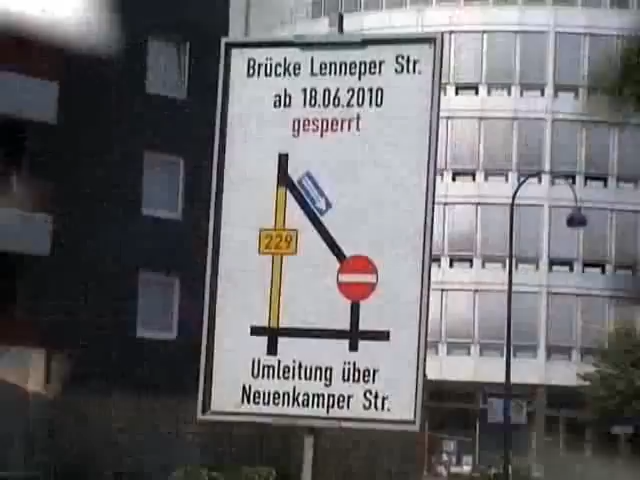 Brücke Lenneper Str.
ab 18.06.2010
gesperrt
229
Umleitung über
Neuenkamper Str.